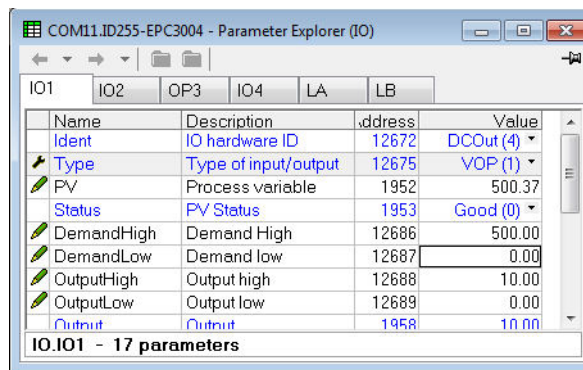 COM11.ID255-EPC3004 - Parameter Explorer (IO)
IO1 IO2 OP3 IO4 LA LB
Name Description Address Value
Ident IO hardware ID 12672 DCOut (4)
Type Type of input/output 12675 VOP (1)
PV Process variable 1952 500.37
Status PV Status 1953 Good (0)
DemandHigh Demand High 12686 500.00
DemandLow Demand low 12687 0.00
OutputHigh Output high 12688 10.00
OutputLow Output low 12689 0.00
Output Output 1958 10.00
IO.IO1 - 17 parameters